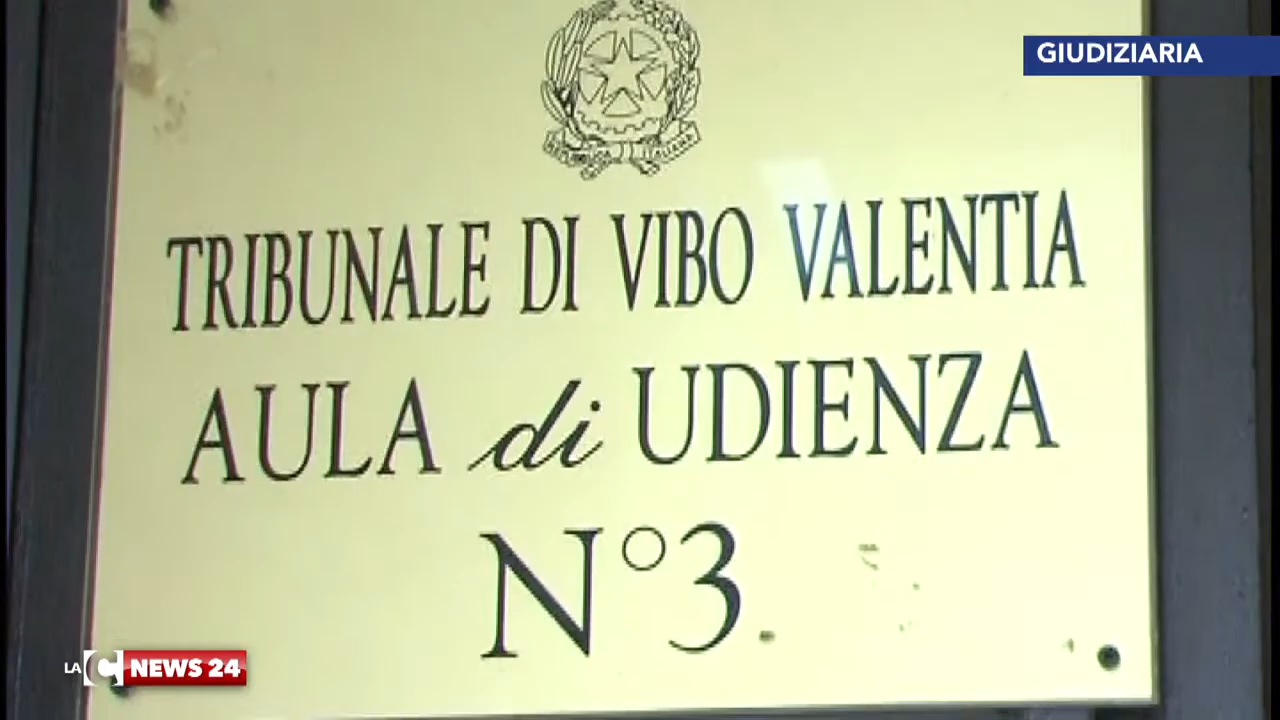 GIUDIZIARIA
TRIBUNALE DI VIBO VALENTIA
AULA di UDIENZA
N°3
LA C NEWS 24